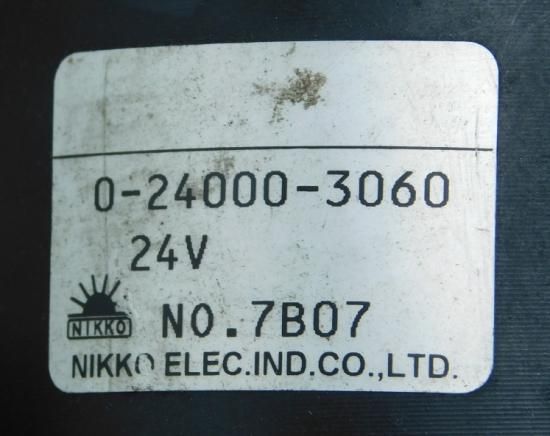 0-24000-3060
24V
NIKKO NO.7B07
NIKKO ELEC.IND.CO.,LTD.